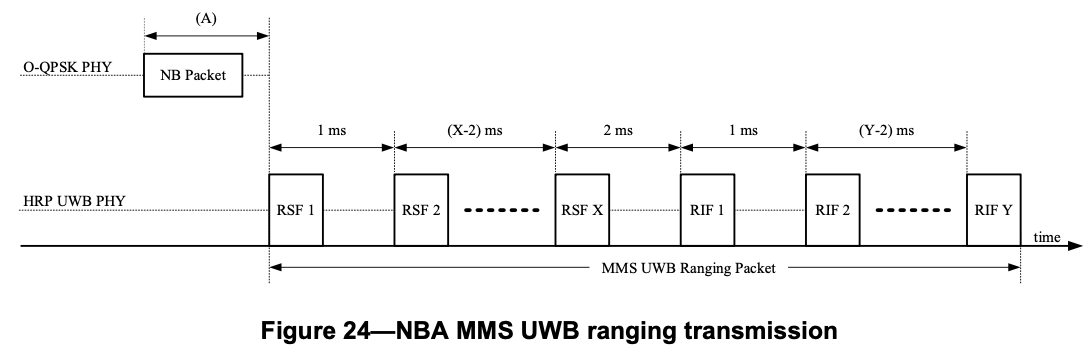 (A)
O-QPSK PHY
NB Packet
1 ms
(X-2) ms
2 ms
1 ms
(Y-2) ms
HRP UWB PHY
RSF 1
RSF 2
RSF X
RIF 1
RIF 2
RIF Y
time
MMS UWB Ranging Packet
Figure 24—NBA MMS UWB ranging transmission